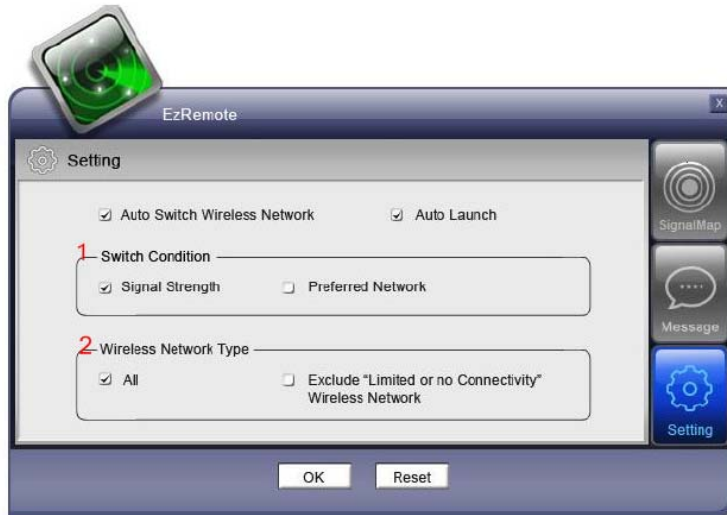 EzRemote
X
Setting
Auto Switch Wireless Network
Auto Launch
1
Switch Condition
Signal Strength
Preferred Network
2
Wireless Network Type
All
Exclude “Limited or no Connectivity”
Wireless Network
SignalMap
Message
Setting
OK
Reset